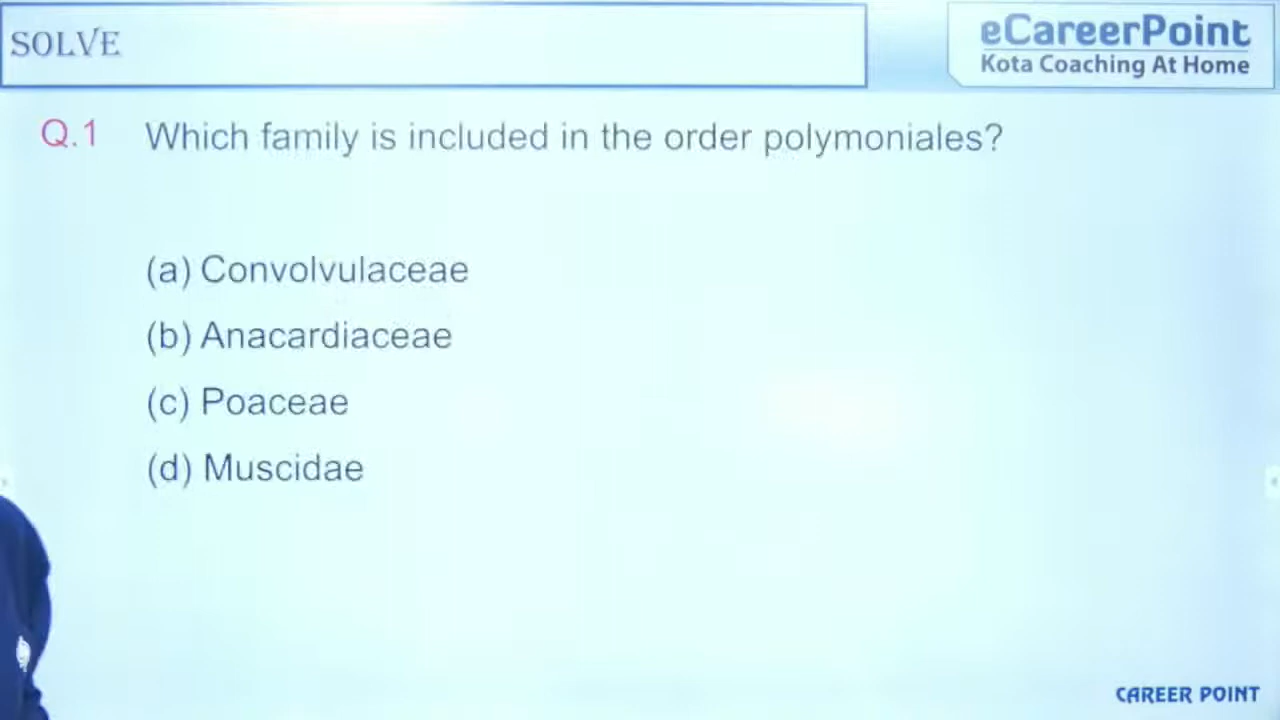 SOLVE
eCareerPoint
Kota Coaching At Home
Q.1 Which family is included in the order polymoniales?
(a) Convolvulaceae
(b) Anacardiaceae
(c) Poaceae
(d) Muscidae
CAREER POINT